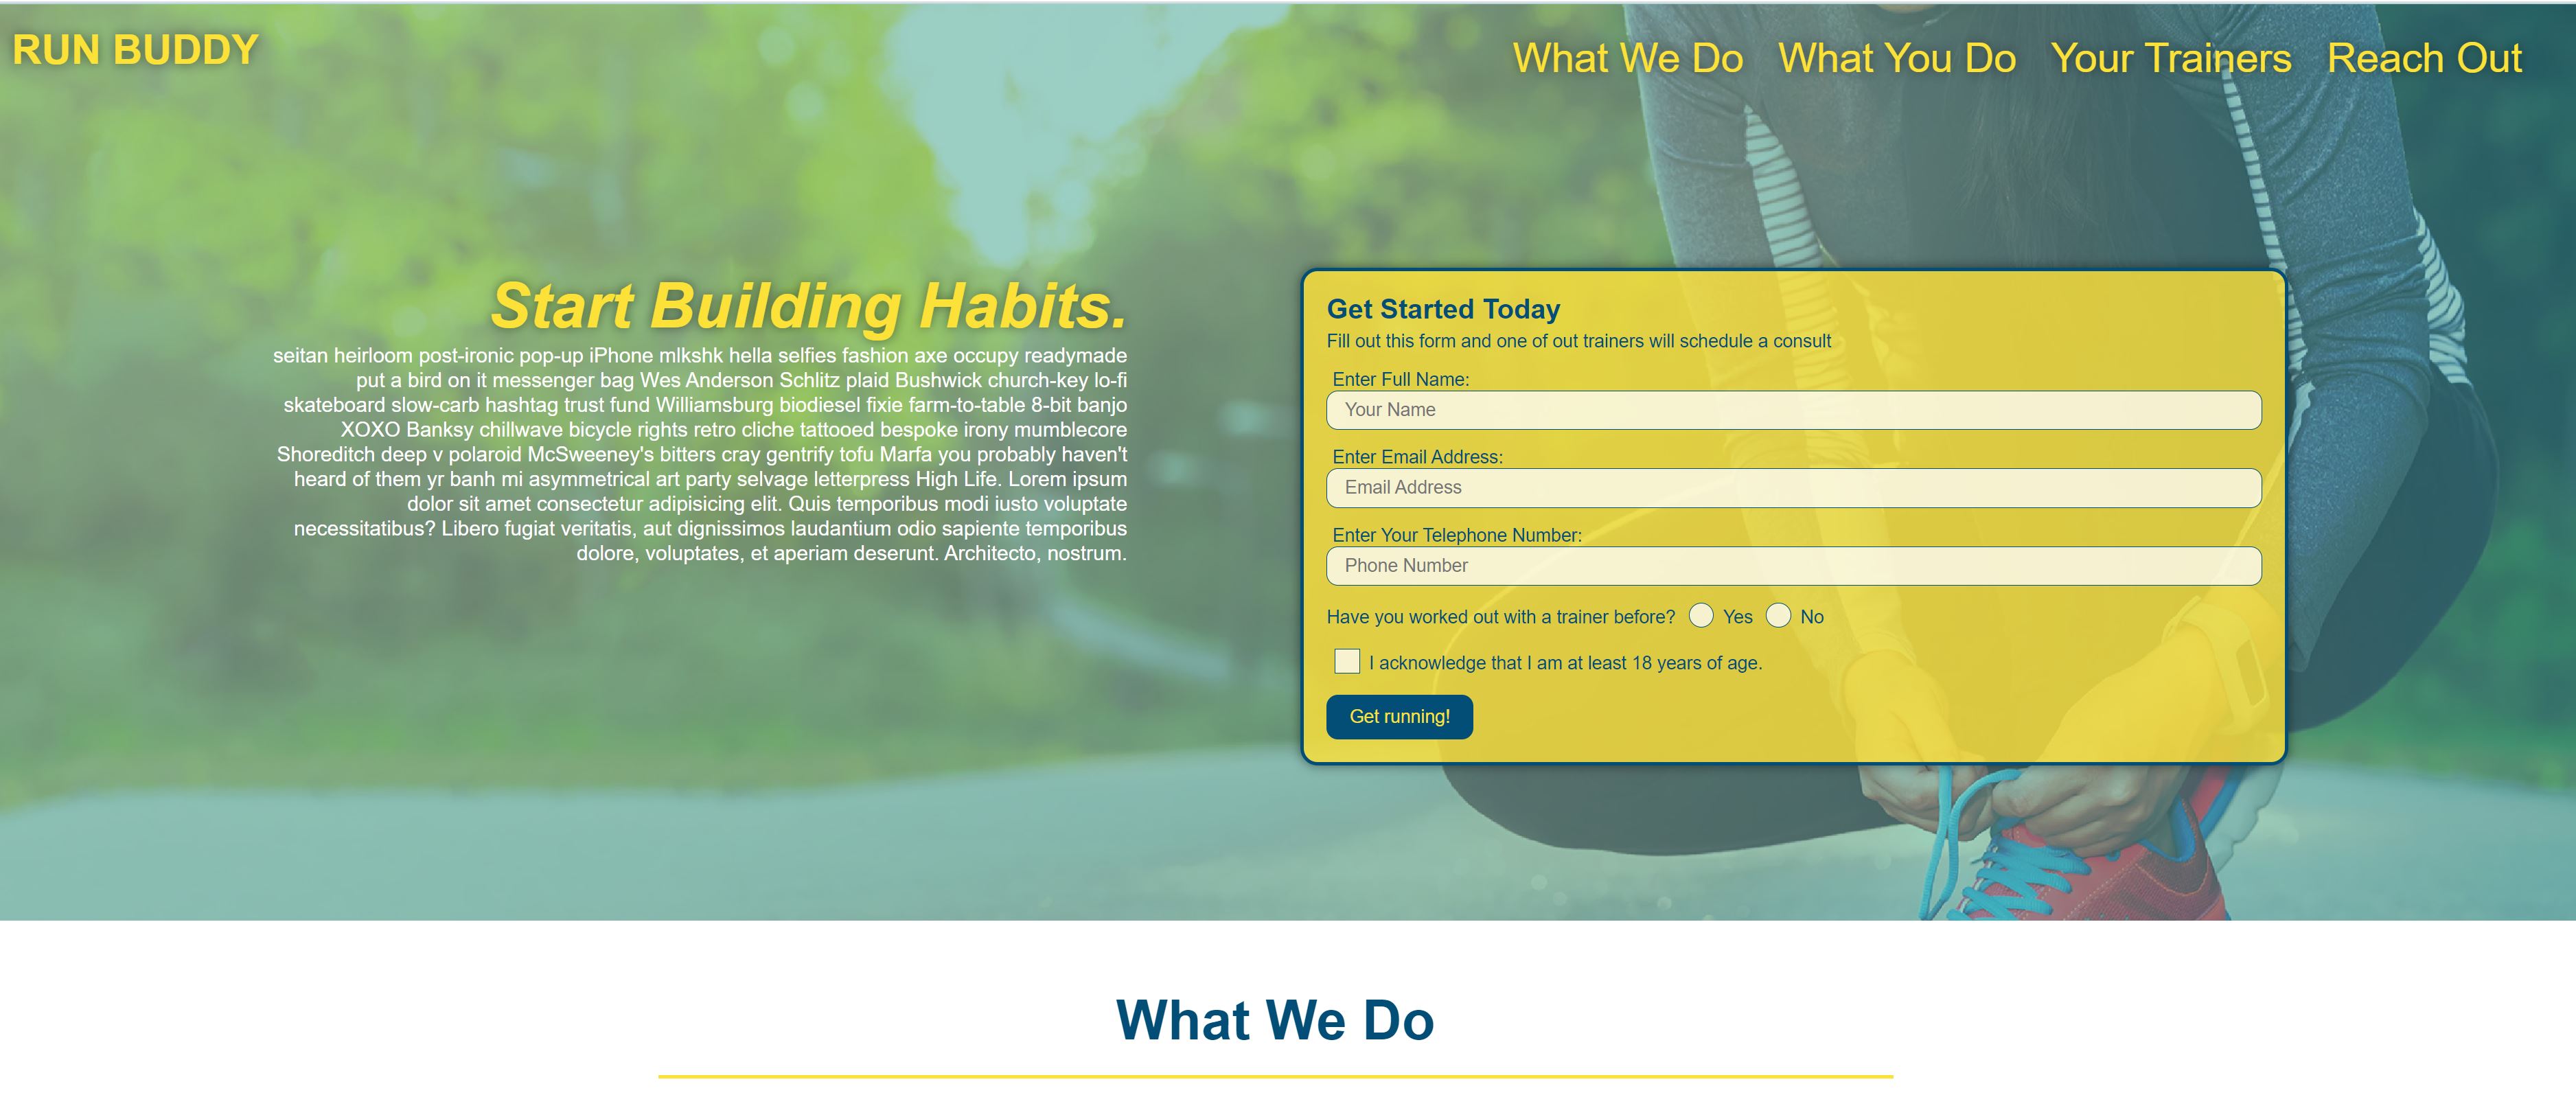 RUN BUDDY
What We Do What You Do Your Trainers Reach Out
Start Building Habits.
seitan heirloom post-ironic pop-up iPhone mlkshk hella selfies fashion axe occupy readymade
put a bird on it messenger bag Wes Anderson Schlitz plaid Bushwick church-key lo-fi
skateboard slow-carb hashtag trust fund Williamsburg biodiesel fixie farm-to-table 8-bit banjo
XOXO Banksy chillwave bicycle rights retro cliche tattooed bespoke irony mumblecore
Shoreditch deep v polaroid McSweeney's bitters cray gentrify tofu Marfa you probably haven't
heard of them yr banh mi asymmetrical art party selvage letterpress High Life. Lorem ipsum
dolor sit amet consectetur adipisicing elit. Quis temporibus modi iusto voluptate
necessitatibus? Libero fugiat veritatis, aut dignissimos laudantium odio sapiente temporibus
dolore, voluptates, et aperiam deserunt. Architecto, nostrum.
Get Started Today
Fill out this form and one of out trainers will schedule a consult
Enter Full Name:
Your Name
Enter Email Address:
Email Address
Enter Your Telephone Number:
Phone Number
Have you worked out with a trainer before? Yes No
I acknowledge that I am at least 18 years of age.
Get running!
What We Do